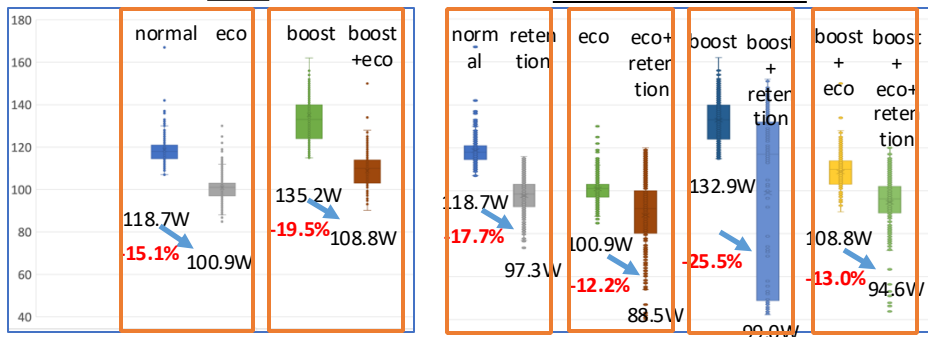 180
160
140
120
100
80
60
40
normal
eco
boost
boost
+eco
118.7W
-15.1%
100.9W
135.2W
-19.5%
108.8W
norm
al
reten
tion
eco
eco+
reten
tion
boost
boost
+
reten
tion
boost
+
eco
boost
+
eco+
reten
tion
118.7W
-17.7%
97.3W
100.9W
-12.2%
88.5W
132.9W
-25.5%
99.0W
108.8W
-13.0%
94.6W